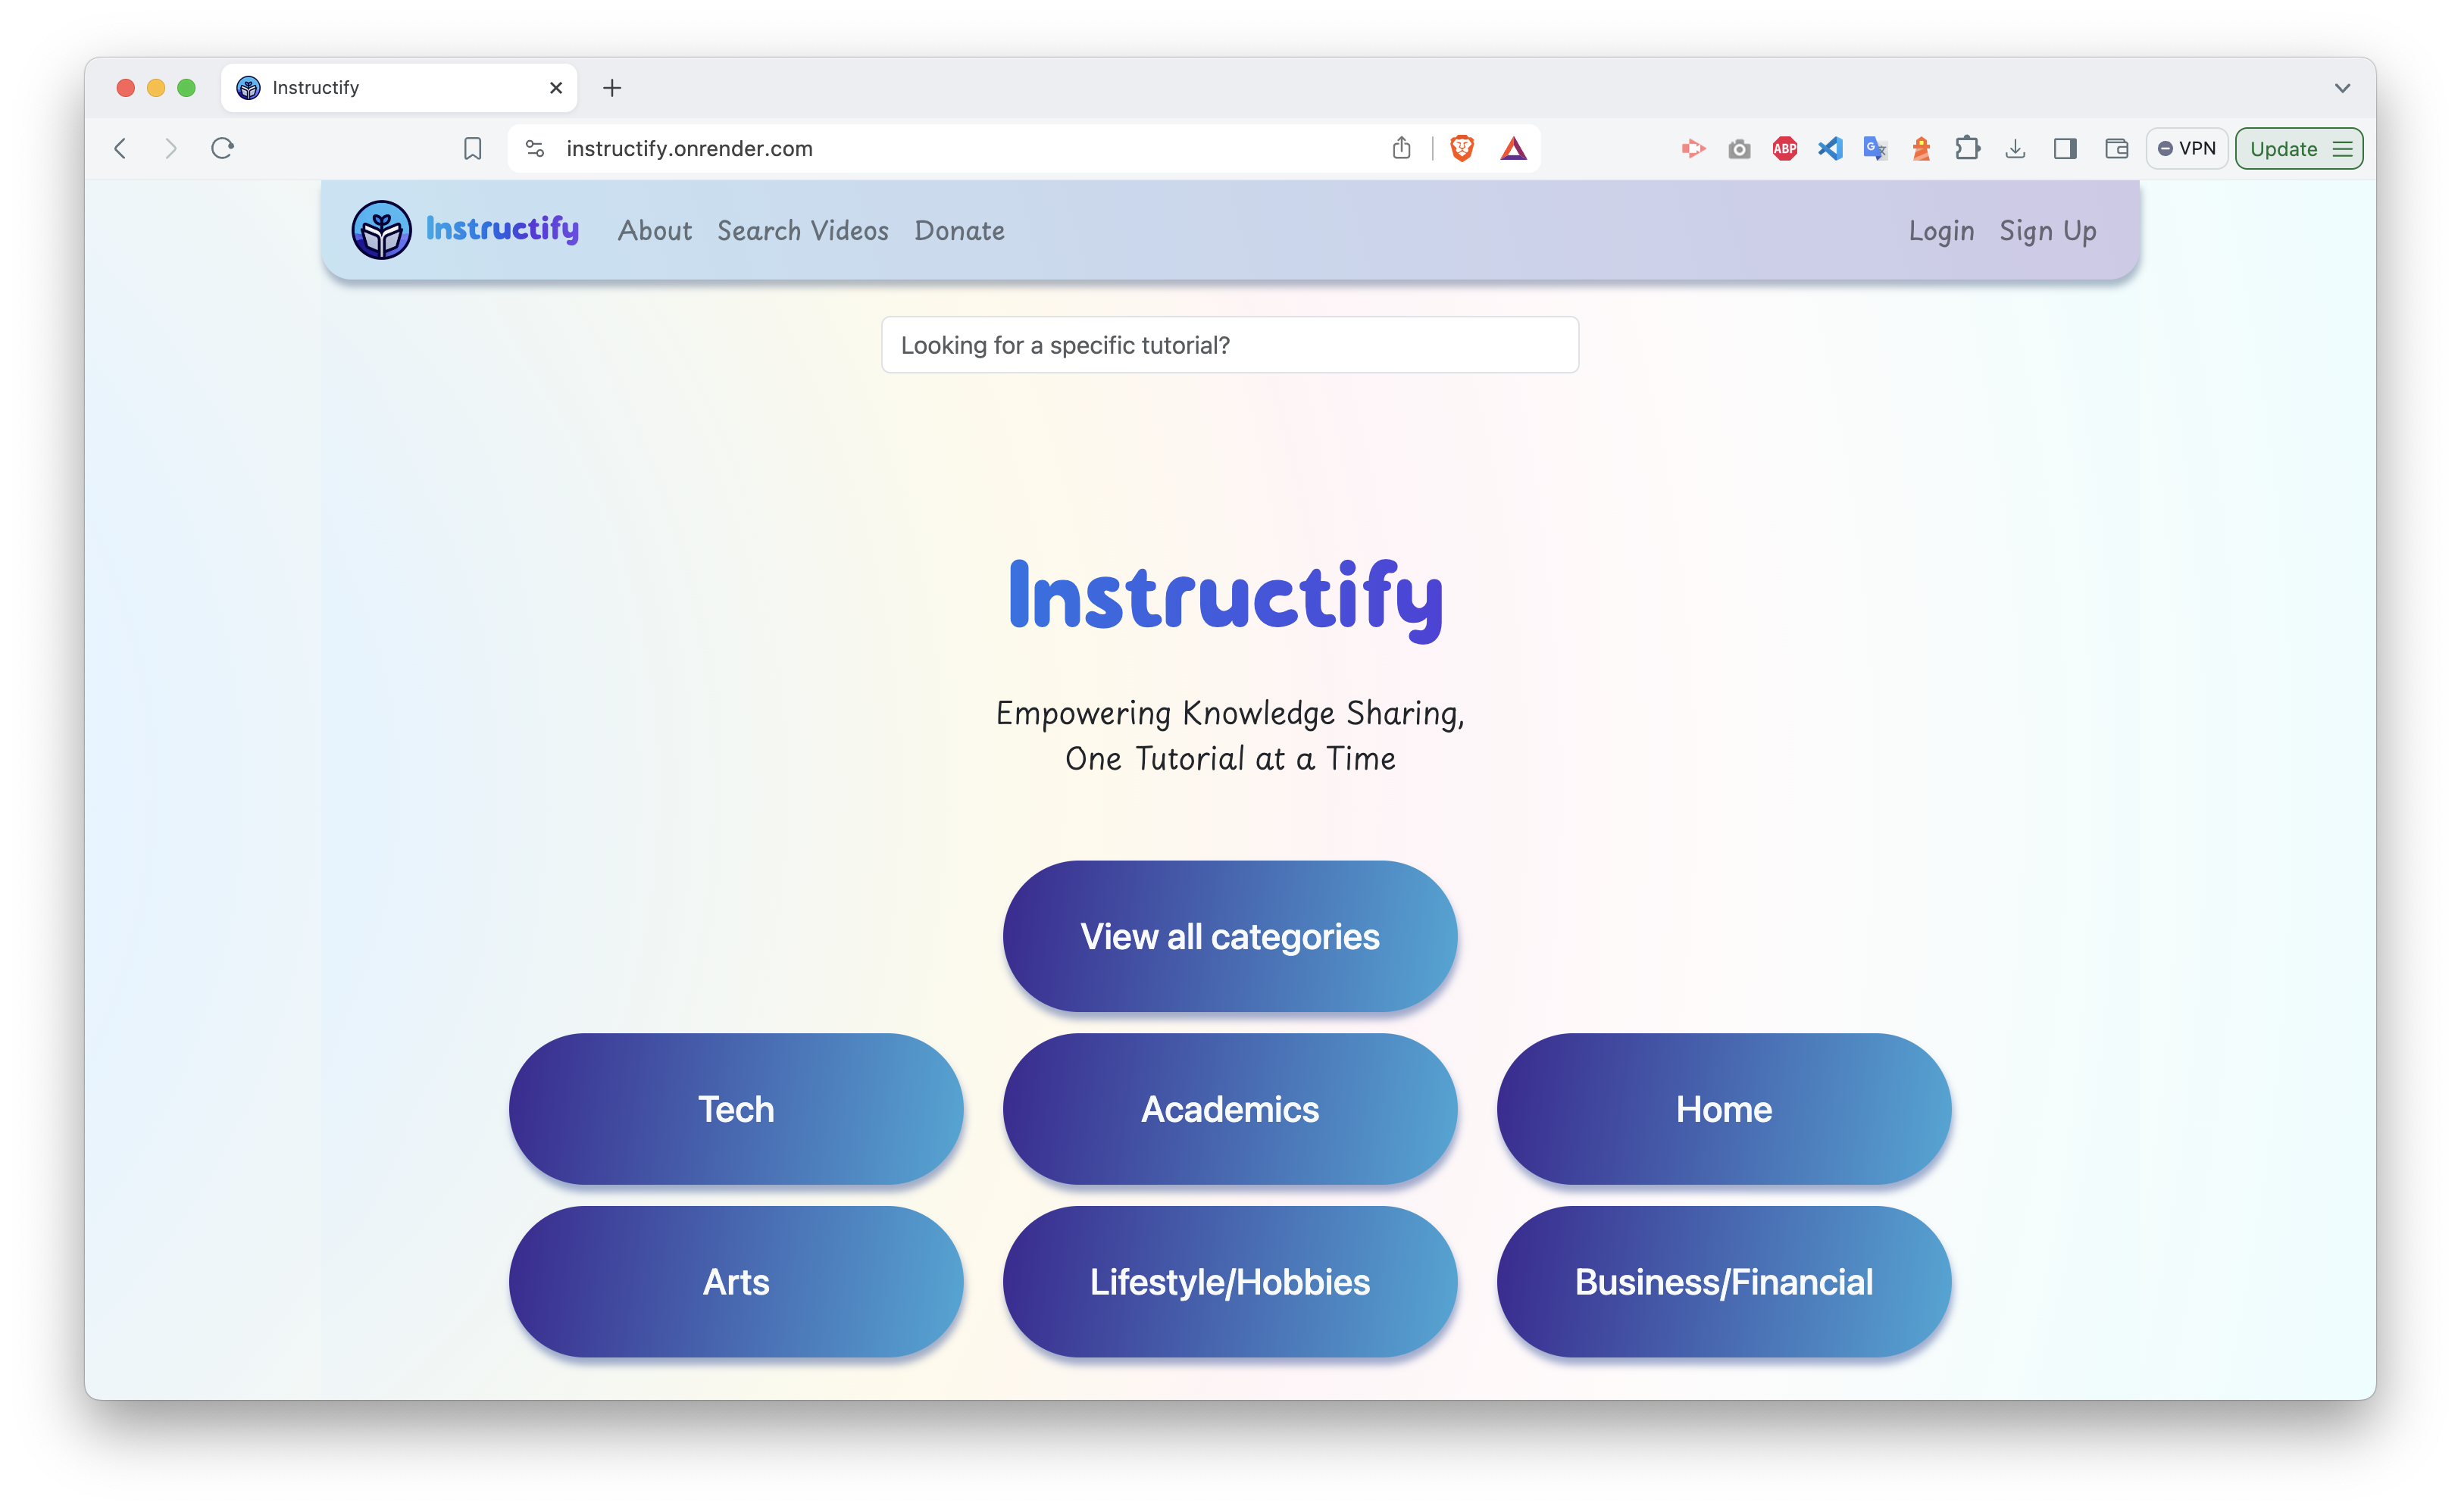 Instructify
instructify.onrender.com
ABP
G
VPN
Update
Instructify About Search Videos Donate Login Sign Up
Looking for a specific tutorial?
Instructify
Empowering Knowledge Sharing,
One Tutorial at a Time
View all categories
Tech Academics Home
Arts Lifestyle/Hobbies Business/Financial